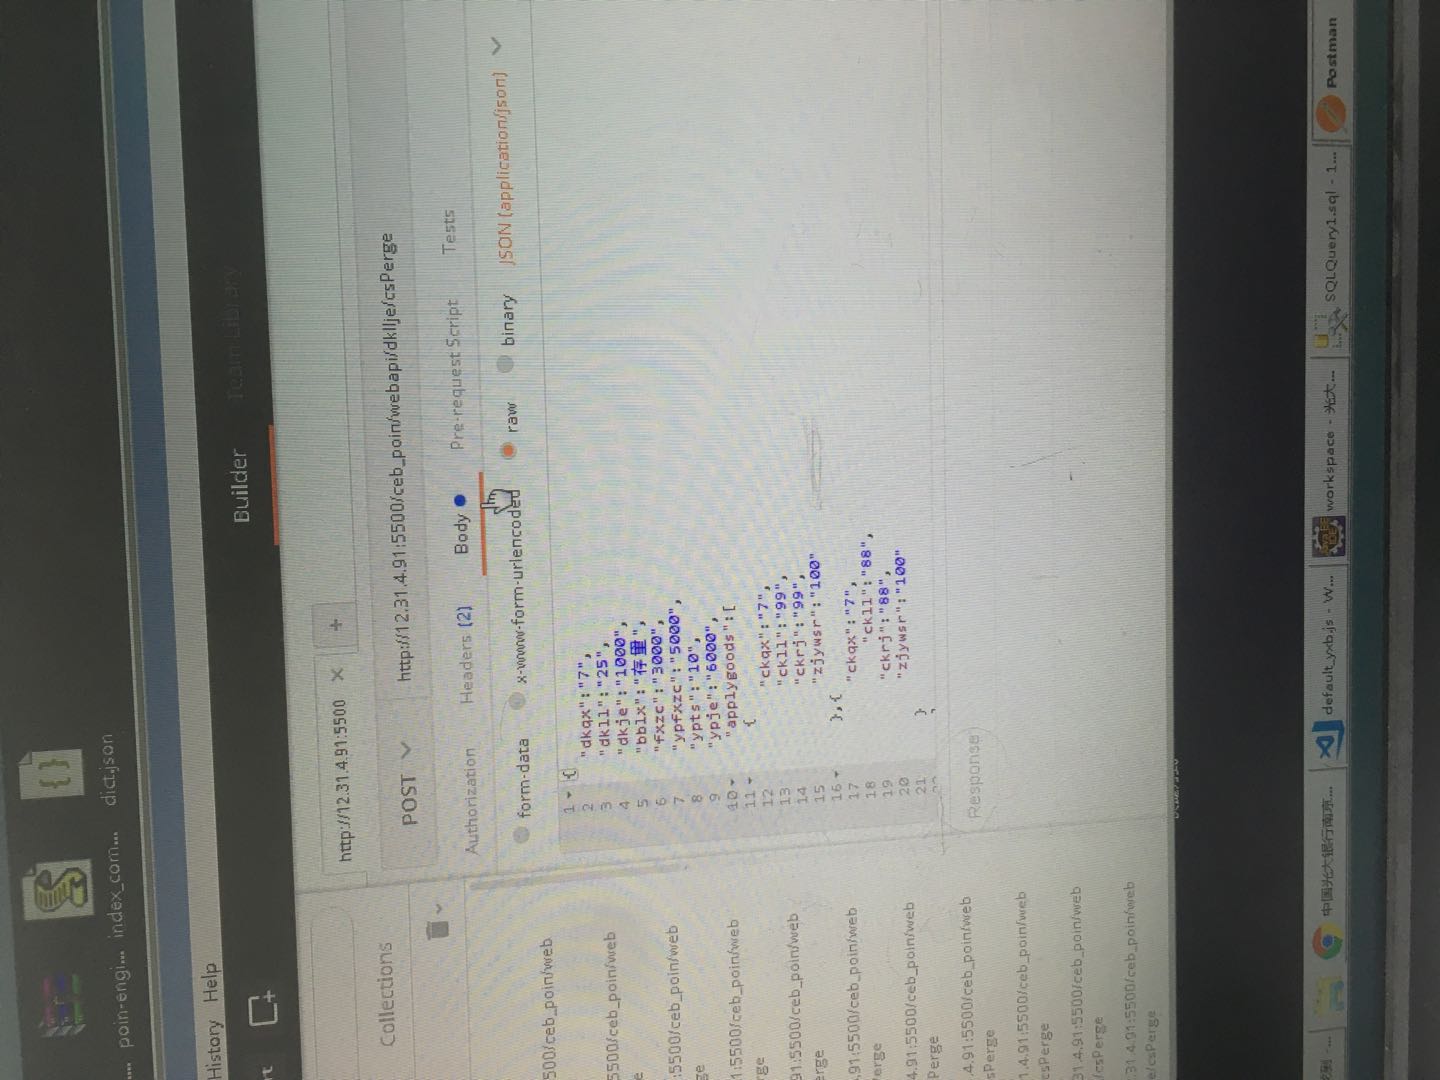 poin-engi...
index_com...
dict.json
History Help
Builder
Team Library
http://12.31.4.91:5500
Collections
POST
http://12.31.4.91:5500/ceb_poin/webapi/dkllje/csPerge
Authorization
Headers (2)
Body
Pre-request Script
Tests
form-data
x-www-form-urlencoded
raw
binary
JSON (application/json)
1 {
2 "dkqx":"7",
3 "dkll":"25",
4 "dkje":"1000",
5 "bblx":"存量",
6 "fxzc":"3000",
7 "ypfxzc":"5000",
8 "ypts":"10",
9 "ypje":"6000",
10 "applygoods":[
11 {
12 "ckqx":"7",
13 "ckll":"99",
14 "ckrj":"99",
15 "zjywsr":"100"
16 },{
17 "ckqx":"7",
18 "ckll":"88",
19 "ckrj":"88",
20 "zjywsr":"100"
21 }
500/ceb_poin/web
5500/ceb_poin/web
e
:5500/ceb_poin/web
ge
1:5500/ceb_poin/web
rge
91:5500/ceb_poin/web
erge
.91:5500/ceb_poin/web
erge
4.91:5500/ceb_poin/web
Perge
.4.91:5500/ceb_poin/web
sPerge
1.4.91:5500/ceb_poin/web
csPerge
31.4.91:5500/ceb_poin/web
/csPerge
.31.4.91:5500/ceb_poin/web
e/csPerge
Response
中国光大银行南京...
default_yxb.js - W...
workspace - 光大...
SQLQuery1.sql - 1...
Postman